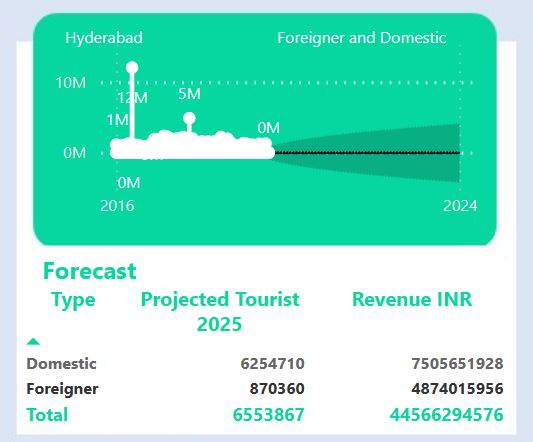 Hyderabad Foreigner and Domestic
10M
12M
5M
1M
0M
0M
0M
2016 2024
Forecast
Type Projected Tourist Revenue INR
2025
Domestic 6254710 7505651928
Foreigner 870360 4874015956
Total 6553867 44566294576